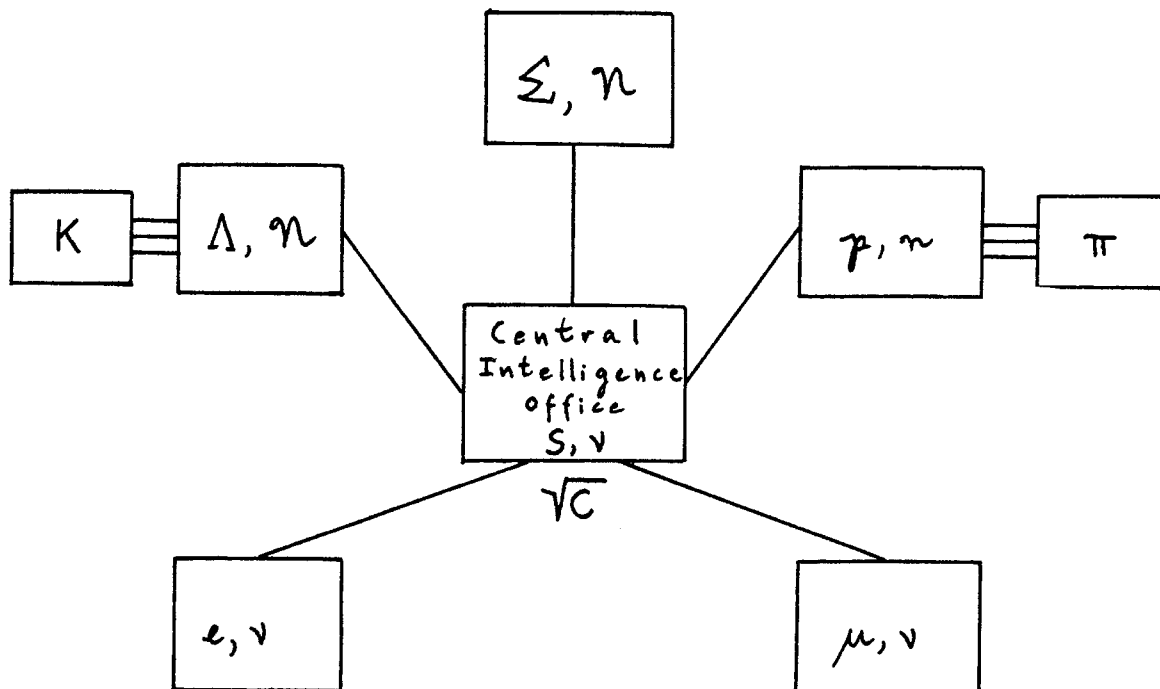 Σ, n
K
Λ, n
p, n
π
Central
Intelligence
Office
S, ν
√C
e, ν
μ, ν